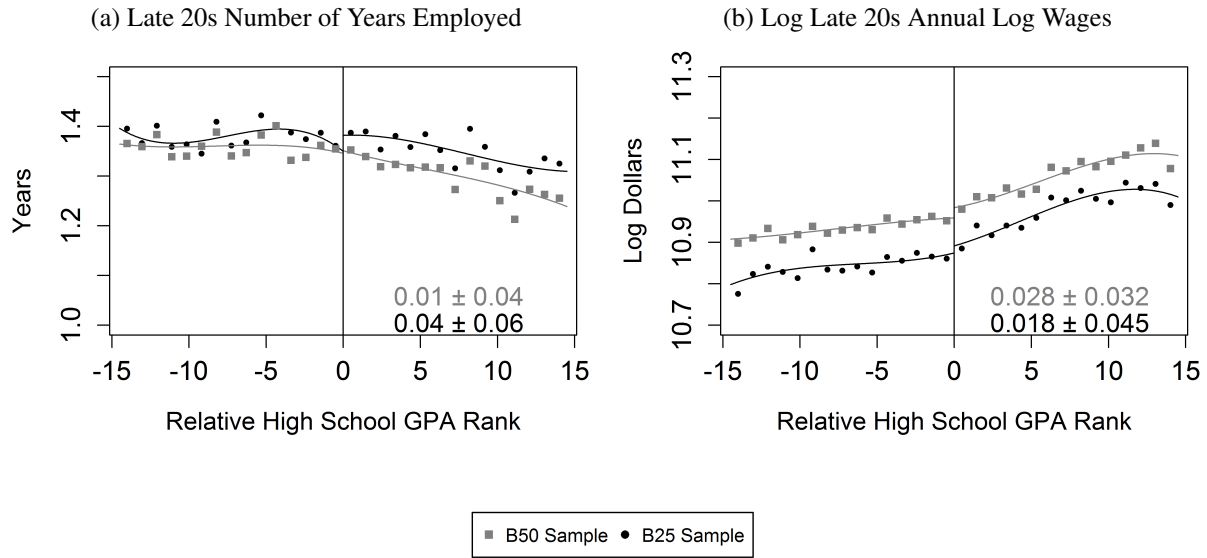 (a) Late 20s Number of Years Employed
Years
1.4
1.2
1.0
0.01 ± 0.04
0.04 ± 0.06
-15 -10 -5 0 5 10 15
Relative High School GPA Rank
(b) Log Late 20s Annual Log Wages
Log Dollars
11.3
11.1
10.9
10.7
0.028 ± 0.032
0.018 ± 0.045
-15 -10 -5 0 5 10 15
Relative High School GPA Rank
B50 Sample B25 Sample